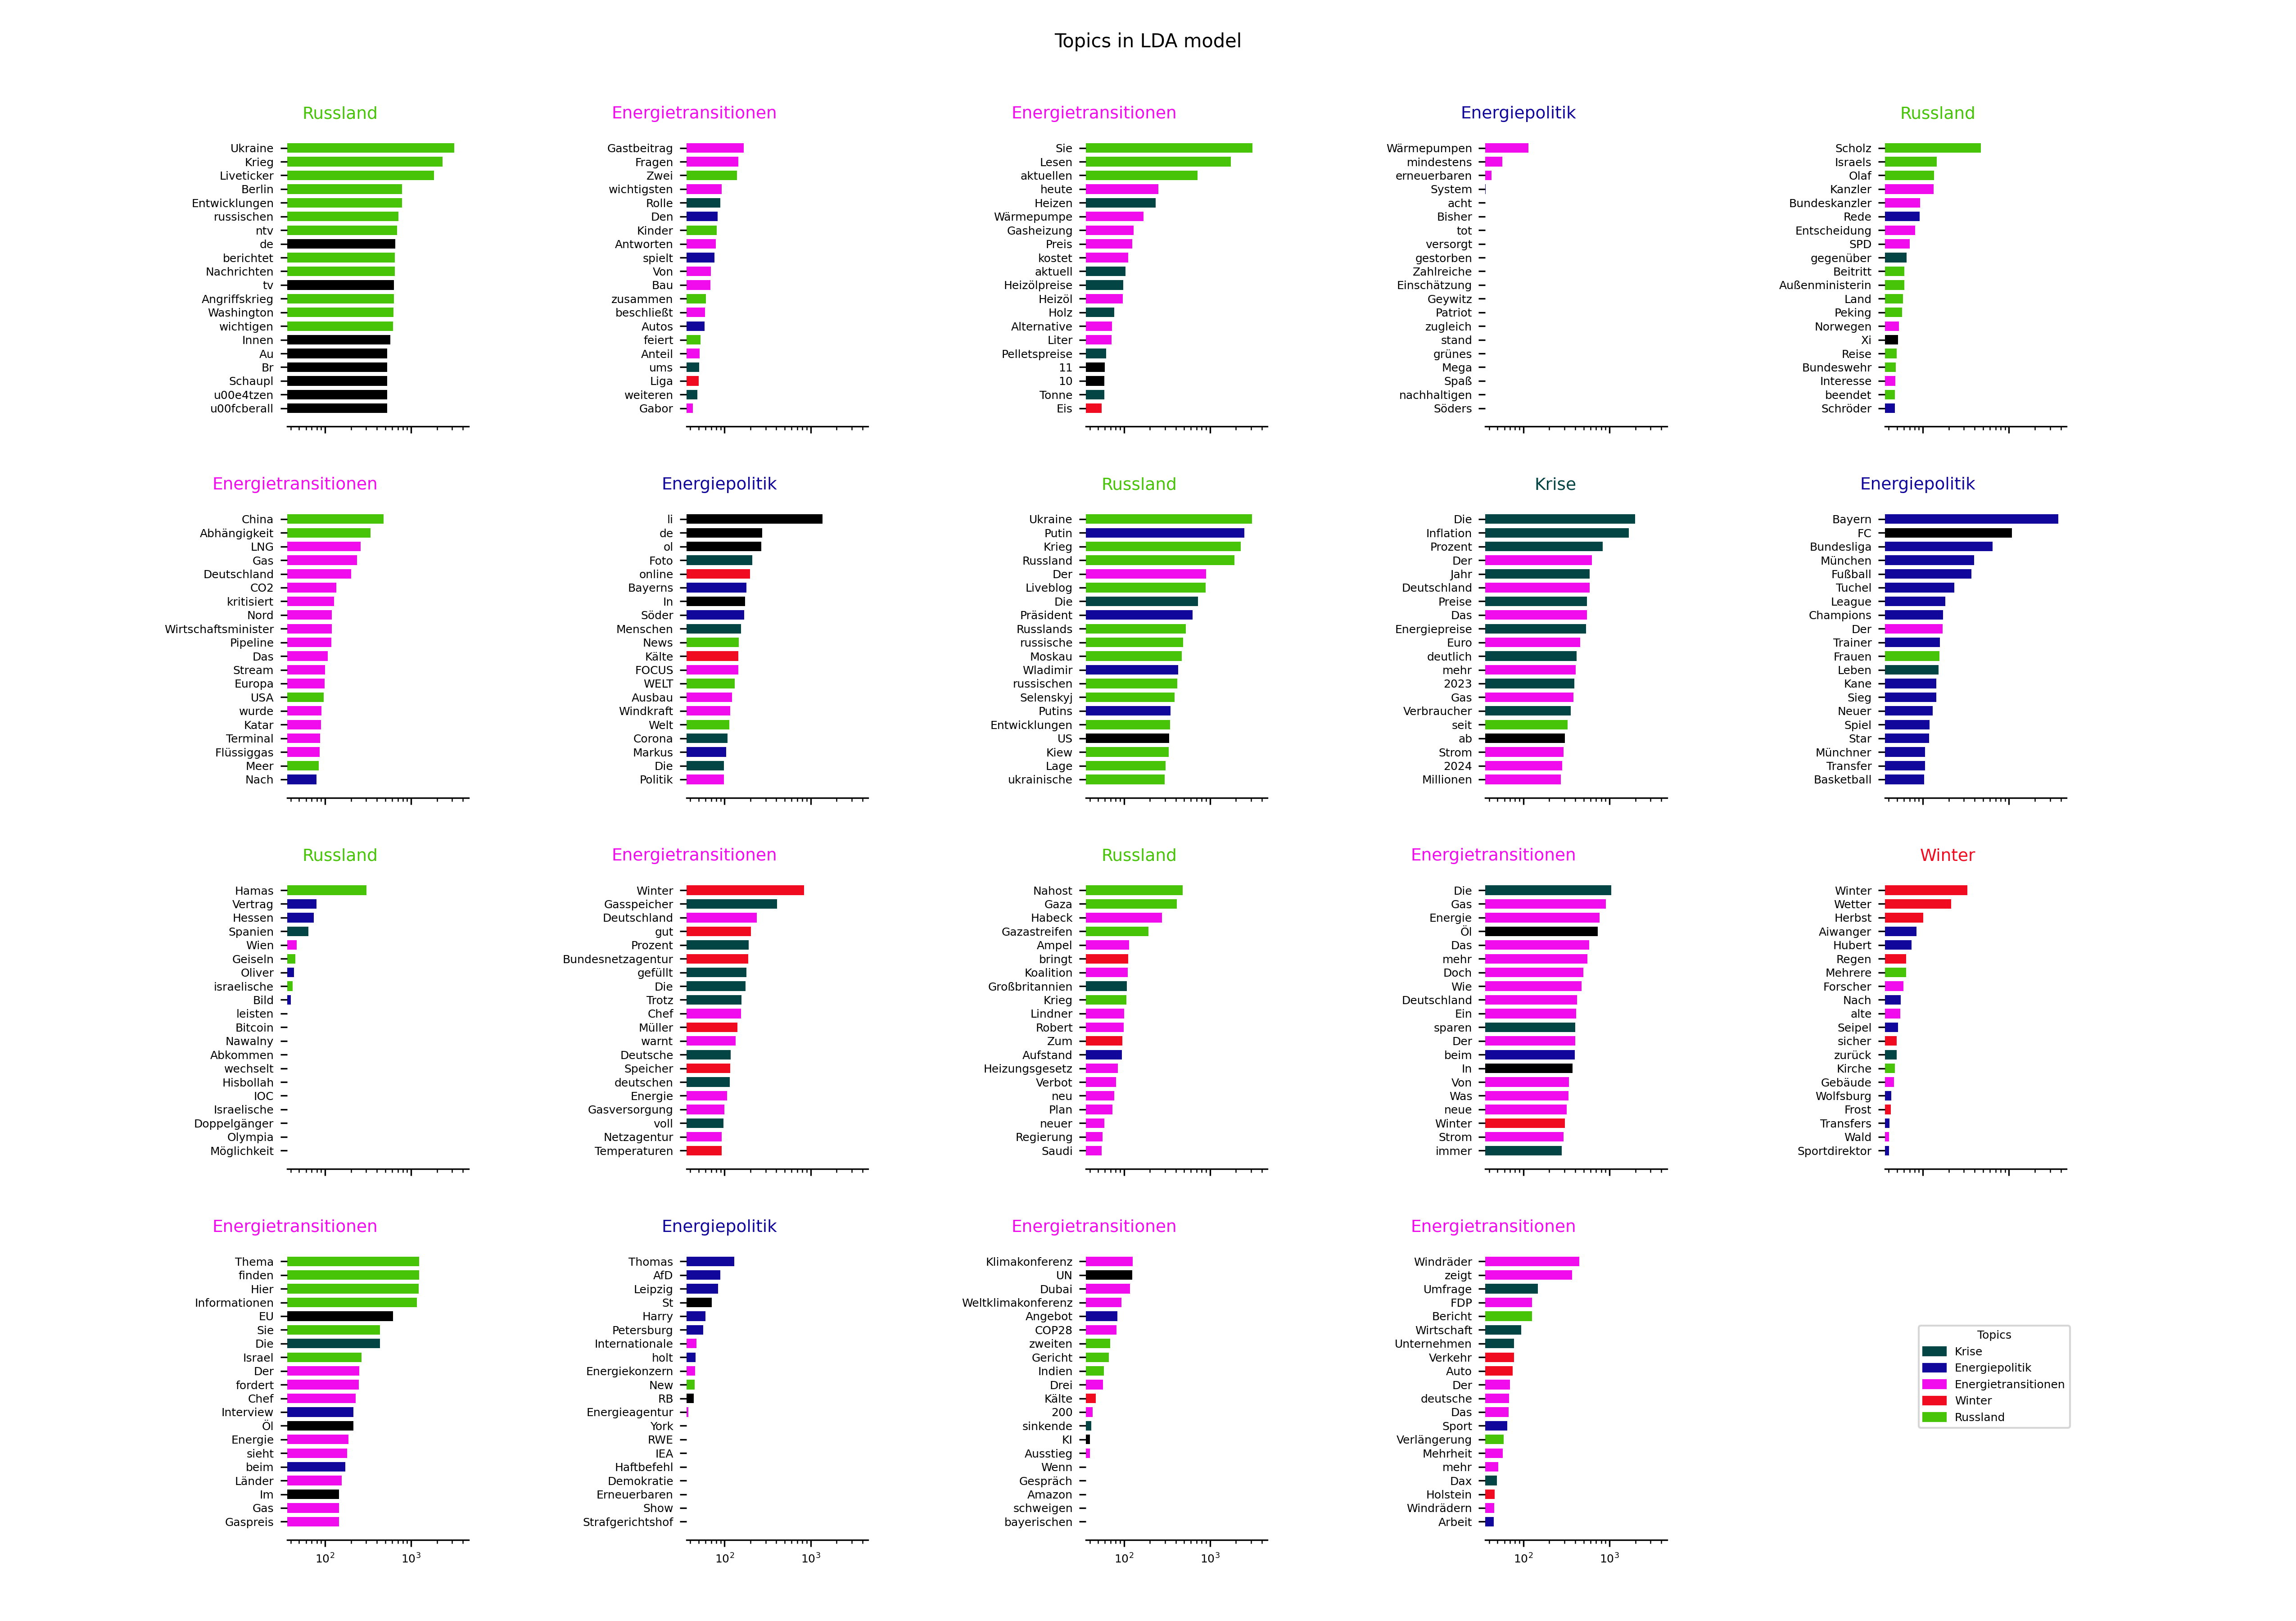 Topics in LDA model
Russland
Ukraine
Krieg
Liveticker
Berlin
Entwicklungen
russischen
ntv
de
berichtet
Nachrichten
tv
Angriffskrieg
Washington
wichtigen
Innen
Au
Br
Schaupl
u00e4tzen
u00fcberall
Energietransitionen
Gastbeitrag
Fragen
Zwei
wichtigsten
Rolle
Den
Kinder
Antworten
spielt
Von
Bau
zusammen
beschließt
Autos
feiert
Anteil
ums
Liga
weiteren
Gabor
Energietransitionen
Sie
Lesen
aktuellen
heute
Heizen
Wärmepumpe
Gasheizung
Preis
kostet
aktuell
Heizölpreise
Heizöl
Holz
Alternative
Liter
Pelletspreise
11
10
Tonne
Eis
Energiepolitik
Wärmepumpen
mindestens
erneuerbaren
System
acht
Bisher
tot
versorgt
gestorben
Zahlreiche
Einschätzung
Geywitz
Patriot
zugleich
stand
grünes
Mega
Spaß
nachhaltigen
Söders
Russland
Scholz
Israels
Olaf
Kanzler
Bundeskanzler
Rede
Entscheidung
SPD
gegenüber
Beitritt
Außenministerin
Land
Peking
Norwegen
Xi
Reise
Bundeswehr
Interesse
beendet
Schröder
Energietransitionen
China
Abhängigkeit
LNG
Gas
Deutschland
CO2
kritisiert
Nord
Wirtschaftsminister
Pipeline
Das
Stream
Europa
USA
wurde
Katar
Terminal
Flüssiggas
Meer
Nach
Energiepolitik
li
de
ol
Foto
online
Bayerns
In
Söder
Menschen
News
Kälte
FOCUS
WELT
Ausbau
Windkraft
Welt
Corona
Markus
Die
Politik
Russland
Ukraine
Putin
Krieg
Russland
Der
Liveblog
Die
Präsident
Russlands
russische
Moskau
Wladimir
russischen
Selenskyj
Putins
Entwicklungen
US
Kiew
Lage
ukrainische
Krise
Die
Inflation
Prozent
Der
Jahr
Deutschland
Preise
Das
Energiepreise
Euro
deutlich
mehr
2023
Gas
Verbraucher
seit
ab
Strom
2024
Millionen
Energiepolitik
Bayern
FC
Bundesliga
München
Fußball
Tuchel
League
Champions
Der
Trainer
Frauen
Leben
Kane
Sieg
Neuer
Spiel
Star
Münchner
Transfer
Basketball
Russland
Hamas
Vertrag
Hessen
Spanien
Wien
Geiseln
Oliver
israelische
Bild
leisten
Bitcoin
Nawalny
Abkommen
wechselt
Hisbollah
IOC
Israelische
Doppelgänger
Olympia
Möglichkeit
Energietransitionen
Winter
Gasspeicher
Deutschland
gut
Prozent
Bundesnetzagentur
gefüllt
Die
Trotz
Chef
Müller
warnt
Deutsche
Speicher
deutschen
Energie
Gasversorgung
voll
Netzagentur
Temperaturen
Russland
Nahost
Gaza
Habeck
Gazastreifen
Ampel
bringt
Koalition
Großbritannien
Krieg
Lindner
Robert
Zum
Aufstand
Heizungsgesetz
Verbot
neu
Plan
neuer
Regierung
Saudi
Energietransitionen
Die
Gas
Energie
Öl
Das
mehr
Doch
Wie
Deutschland
Ein
sparen
Der
beim
In
Von
Was
neue
Winter
Strom
immer
Winter
Winter
Wetter
Herbst
Aiwanger
Hubert
Regen
Mehrere
Forscher
Nach
alte
Seipel
sicher
zurück
Kirche
Gebäude
Wolfsburg
Frost
Transfers
Wald
Sportdirektor
Energietransitionen
Thema
finden
Hier
Informationen
EU
Sie
Die
Israel
Der
fordert
Chef
Interview
Öl
Energie
sieht
beim
Länder
Im
Gas
Gaspreis
10²
10³
Energiepolitik
Thomas
AfD
Leipzig
St
Harry
Petersburg
Internationale
holt
Energiekonzern
New
RB
Energieagentur
York
RWE
IEA
Haftbefehl
Demokratie
Erneuerbaren
Show
Strafgerichtshof
10²
10³
Energietransitionen
Klimakonferenz
UN
Dubai
Weltklimakonferenz
Angebot
COP28
zweiten
Gericht
Indien
Drei
Kälte
200
sinkende
KI
Ausstieg
Wenn
Gespräch
Amazon
schweigen
bayerischen
10²
10³
Energietransitionen
Windräder
zeigt
Umfrage
FDP
Bericht
Wirtschaft
Unternehmen
Verkehr
Auto
Der
deutsche
Das
Sport
Verlängerung
Mehrheit
mehr
Dax
Holstein
Windrädern
Arbeit
10²
10³
Topics
Krise
Energiepolitik
Energietransitionen
Winter
Russland